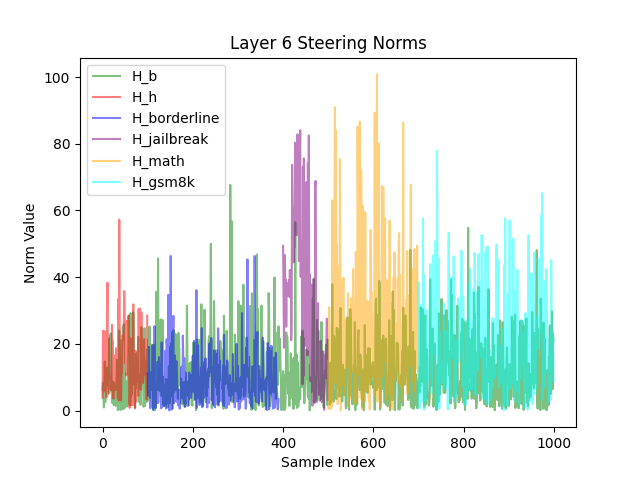 Layer 6 Steering Norms
H_b
H_h
H_borderline
H_jailbreak
H_math
H_gsm8k
Norm Value
100
80
60
40
20
0
0 200 400 600 800 1000
Sample Index